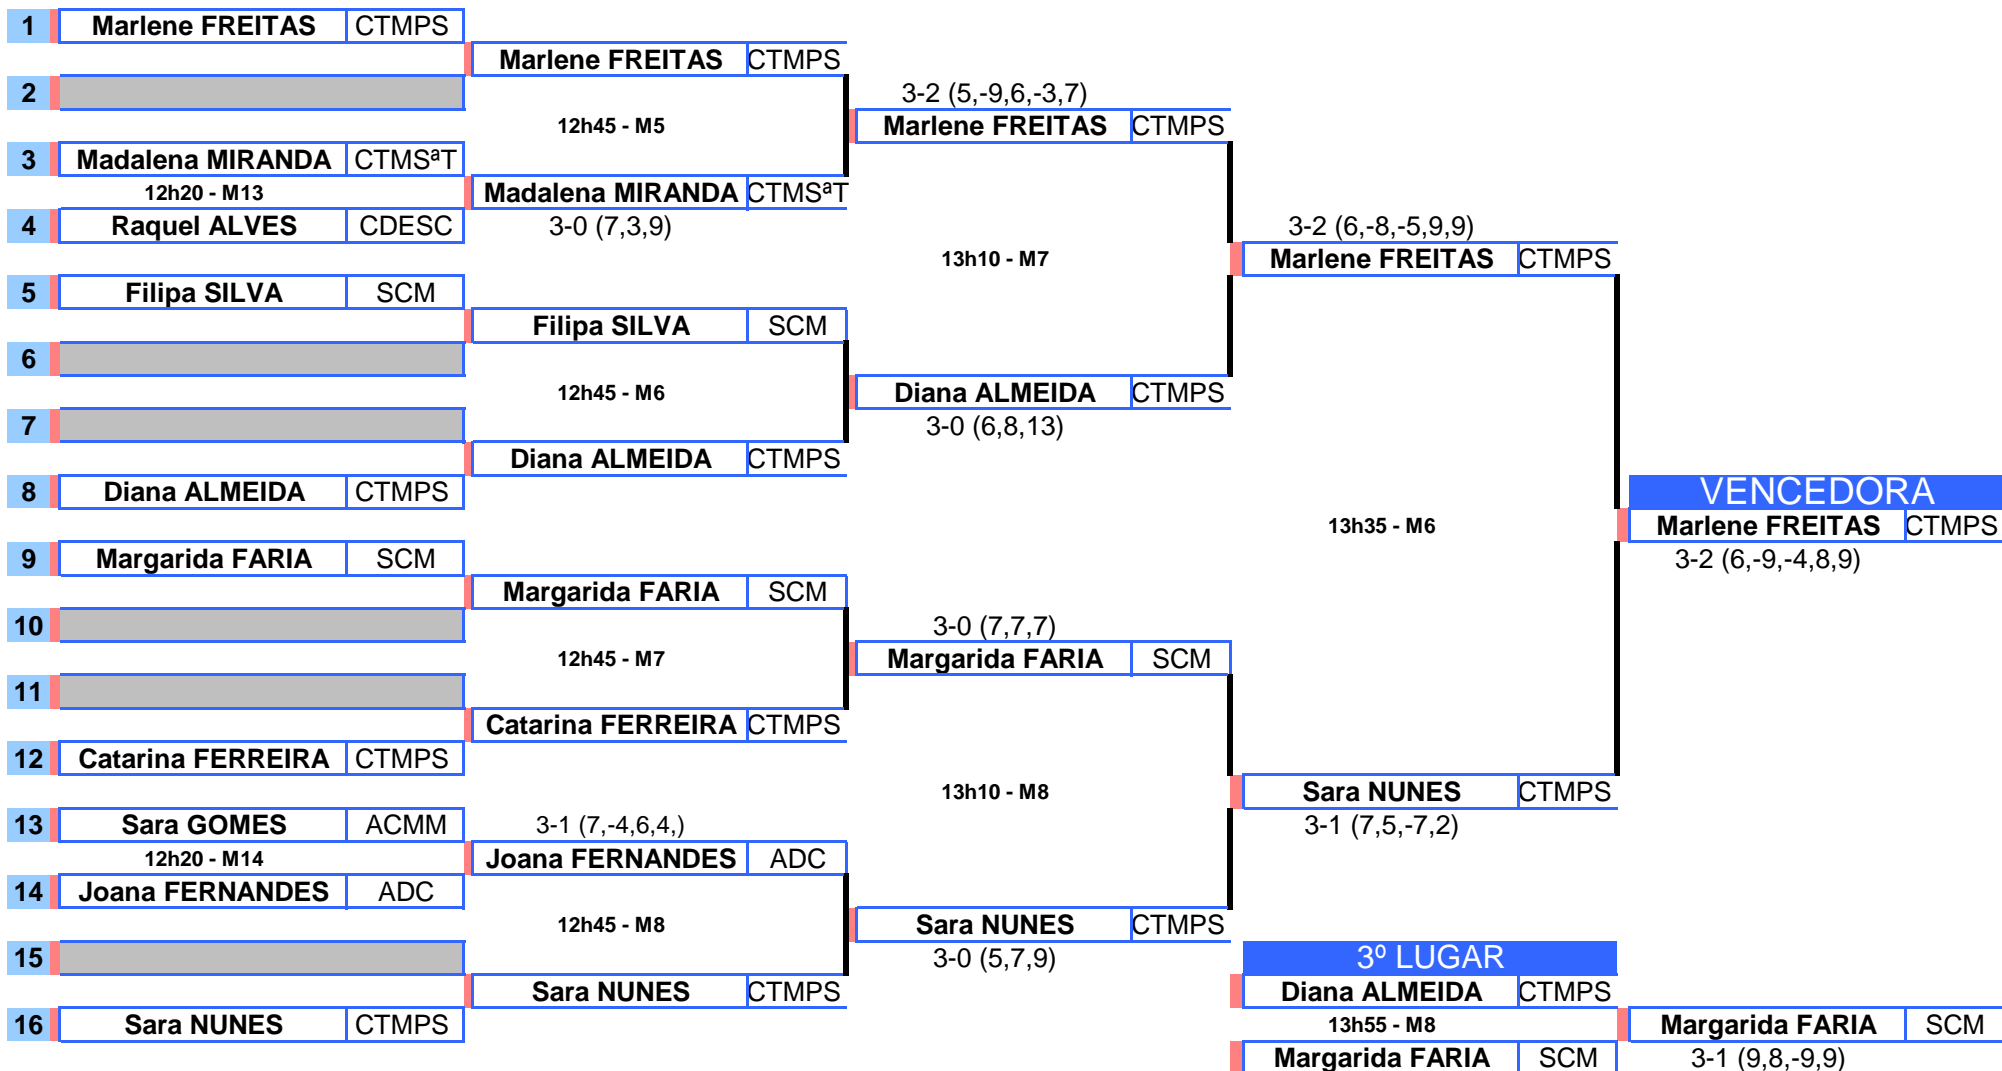 1 Marlene FREITAS CTMPS
Marlene FREITAS CTMPS
2 3-2 (5,-9,6,-3,7)
12h45 - M5 Marlene FREITAS CTMPS
3 Madalena MIRANDA CTMSªT
12h20 - M13 Madalena MIRANDA CTMSªT
4 Raquel ALVES CDESC 3-0 (7,3,9) 3-2 (6,-8,-5,9,9)
13h10 - M7 Marlene FREITAS CTMPS
5 Filipa SILVA SCM
Filipa SILVA SCM
6
12h45 - M6 Diana ALMEIDA CTMPS
7 3-0 (6,8,13)
Diana ALMEIDA CTMPS
8 Diana ALMEIDA CTMPS VENCEDORA
13h35 - M6 Marlene FREITAS CTMPS
9 Margarida FARIA SCM 3-2 (6,-9,-4,8,9)
Margarida FARIA SCM
10 3-0 (7,7,7)
12h45 - M7 Margarida FARIA SCM
11
Catarina FERREIRA CTMPS
12 Catarina FERREIRA CTMPS
13h10 - M8 Sara NUNES CTMPS
13 Sara GOMES ACMM 3-1 (7,-4,6,4,) 3-1 (7,5,-7,2)
12h20 - M14 Joana FERNANDES ADC
14 Joana FERNANDES ADC
12h45 - M8 Sara NUNES CTMPS
15 3-0 (5,7,9) 3º LUGAR
Sara NUNES CTMPS Diana ALMEIDA CTMPS
16 Sara NUNES CTMPS 13h55 - M8 Margarida FARIA SCM
Margarida FARIA SCM 3-1 (9,8,-9,9)